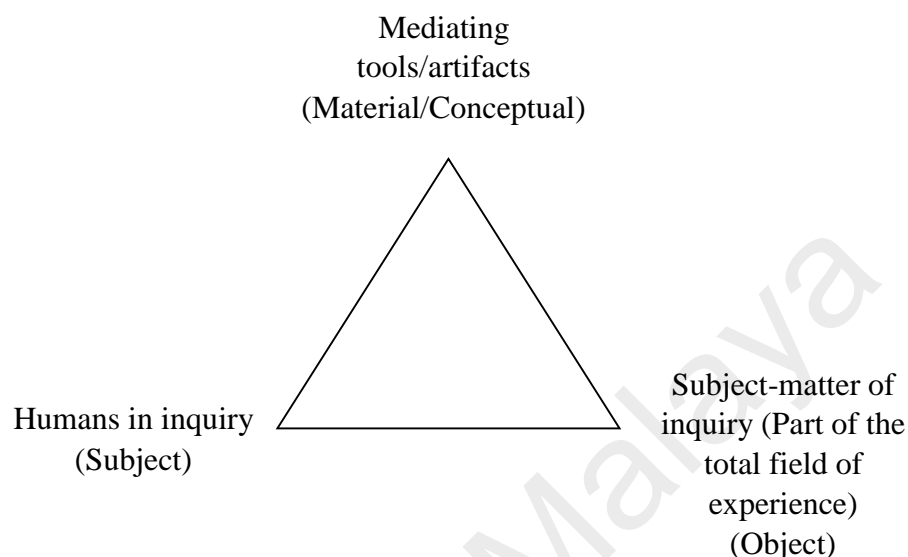 Mediating
tools/artifacts
(Material/Conceptual)
Humans in inquiry
(Subject)
Subject-matter of
inquiry (Part of the
total field of
experience)
(Object)
Malaya